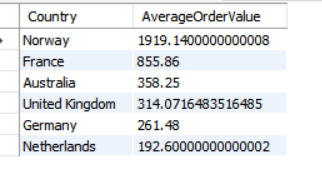 Country AverageOrderValue
Norway 1919.1400000000008
France 855.86
Australia 358.25
United Kingdom 314.0716483516485
Germany 261.48
Netherlands 192.60000000000002